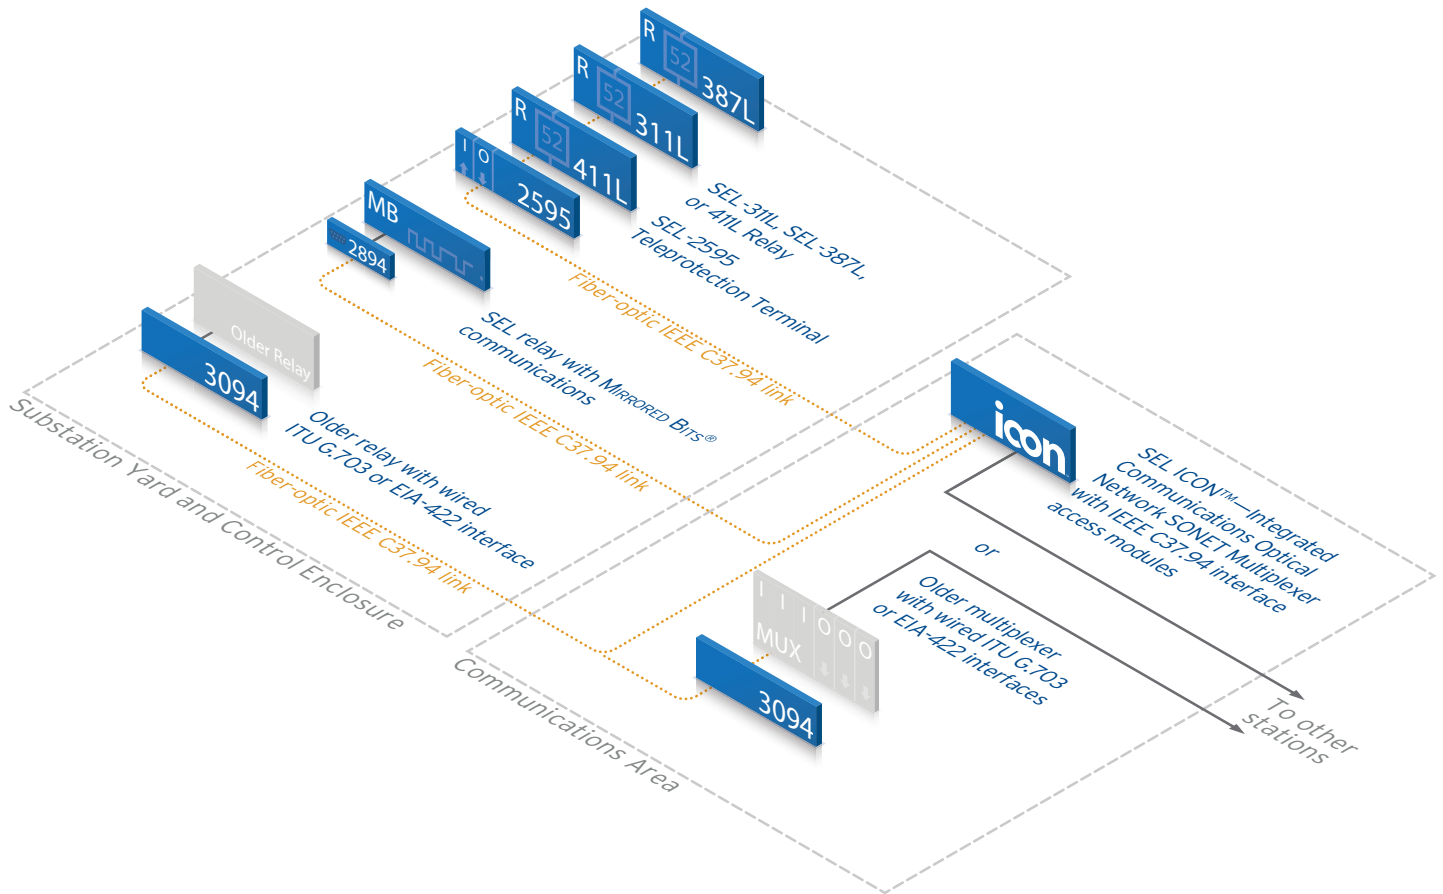 R
52
387L
R
52
311L
R
52
411L
I O
2595
MB
2894
Older Relay
3094
SEL-311L, SEL-387L,
or 411L Relay
SEL-2595
Teleprotection Terminal
Fiber-optic IEEE C37.94 link
SEL relay with MIRRORED BITS®
communications
Fiber-optic IEEE C37.94 link
Older relay with wired
ITU G.703 or EIA-422 interface
Fiber-optic IEEE C37.94 link
Substation Yard and Control Enclosure
icon
SEL ICON™—Integrated
Communications Optical
Network SONET Multiplexer
with IEEE C37.94 interface
access modules
or
I I I O O O
MUX
3094
Older multiplexer
with wired ITU G.703
or EIA-422 interfaces
To other
stations
Communications Area